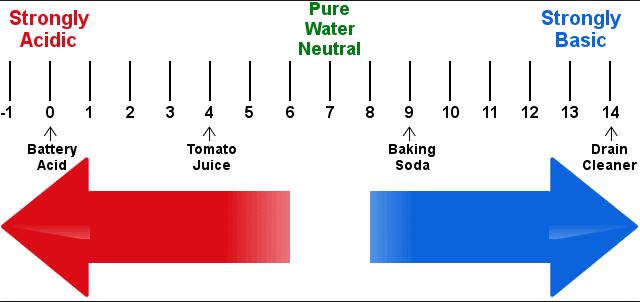 Strongly
Acidic
Pure
Water
Neutral
Strongly
Basic
-1 0 1 2 3 4 5 6 7 8 9 10 11 12 13 14
Battery
Acid
Tomato
Juice
Baking
Soda
Drain
Cleaner